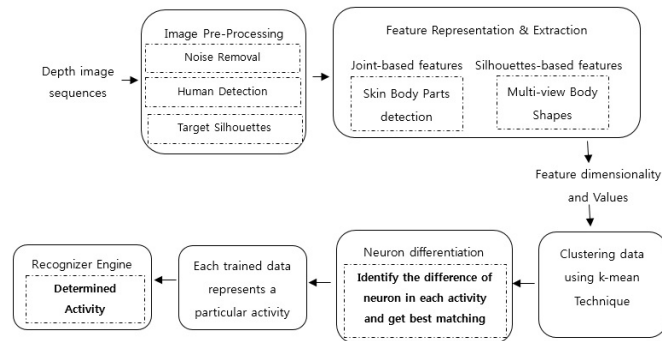 Image Pre-Processing
Noise Removal
Human Detection
Target Silhouettes
Depth image
sequences
Feature Representation & Extraction
Joint-based features
Skin Body Parts
detection
Silhouettes-based features
Multi-view Body
Shapes
Feature dimensionality
and Values
Clustering data
using k-mean
Technique
Neuron differentiation
Identify the difference of
neuron in each activity
and get best matching
Each trained data
represents a
particular activity
Recognizer Engine
Determined
Activity